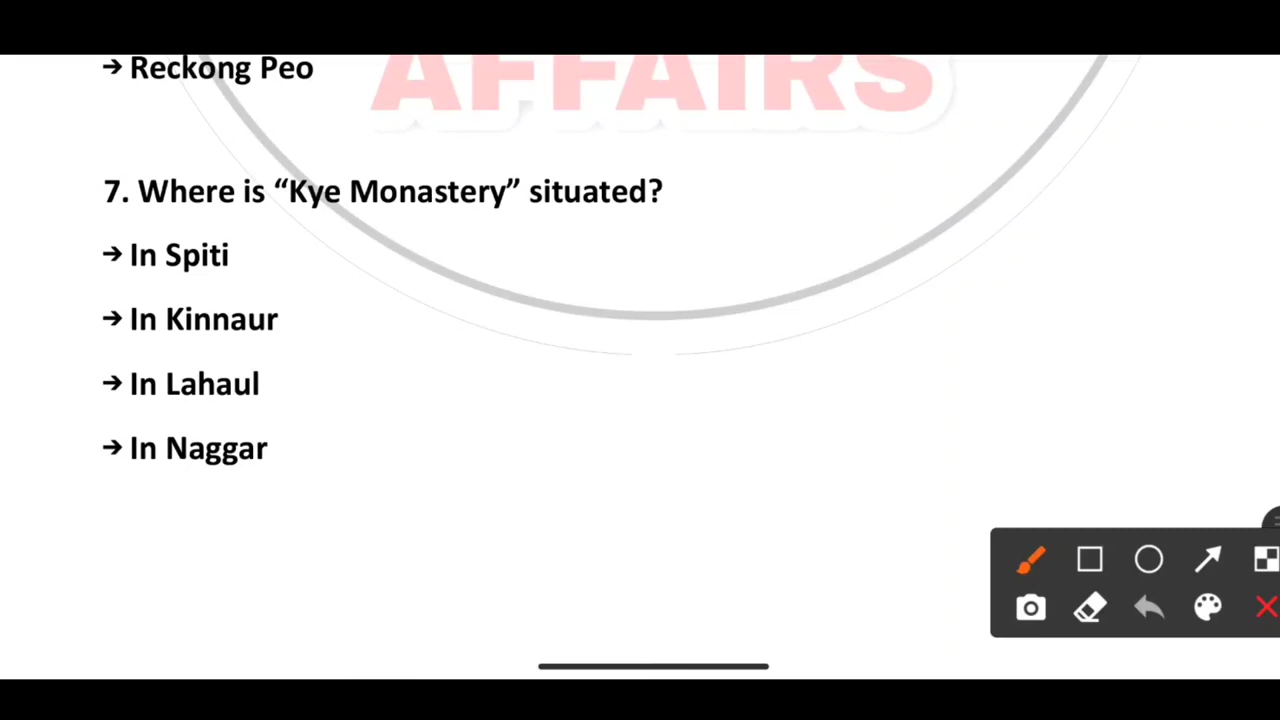 → Reckong Peo
AFFAIRS
7. Where is “Kye Monastery” situated?
→ In Spiti
→ In Kinnaur
→ In Lahaul
→ In Naggar